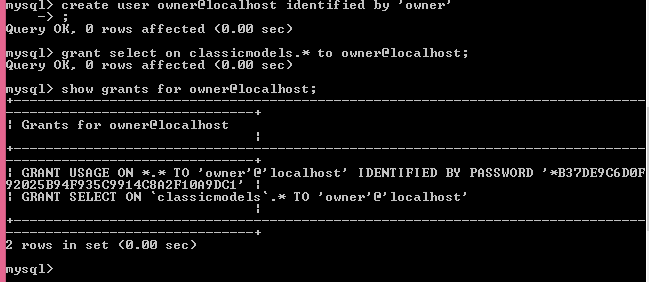 mysql> create user owner@localhost identified by 'owner'
    -> ;
Query OK, 0 rows affected (0.00 sec)
mysql> grant select on classicmodels.* to owner@localhost;
Query OK, 0 rows affected (0.00 sec)
mysql> show grants for owner@localhost;
+--------------------------------------------------------------------------------
-------------------------------+
| Grants for owner@localhost
                               |
+--------------------------------------------------------------------------------
-------------------------------+
| GRANT USAGE ON *.* TO 'owner'@'localhost' IDENTIFIED BY PASSWORD '*B37DE9C6D0F
92025B94F935C9914C8A2F10A9DC1' |
| GRANT SELECT ON `classicmodels`.* TO 'owner'@'localhost'
                               |
+--------------------------------------------------------------------------------
-------------------------------+
2 rows in set (0.00 sec)
mysql>